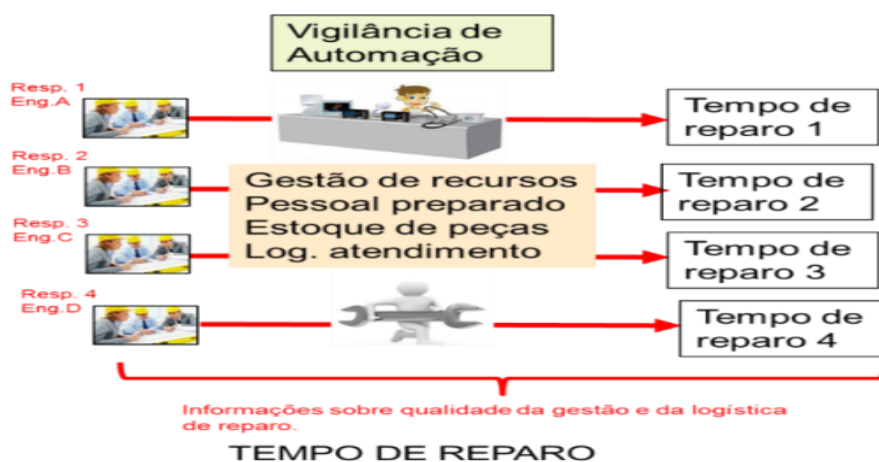 Vigilância de
Automação
Resp. 1
Eng.A
Tempo de
reparo 1
Resp. 2
Eng.B
Gestão de recursos
Pessoal preparado
Estoque de peças
Log. atendimento
Tempo de
reparo 2
Resp. 3
Eng.C
Tempo de
reparo 3
Resp. 4
Eng.D
Tempo de
reparo 4
Informações sobre qualidade da gestão e da logística
de reparo.
TEMPO DE REPARO